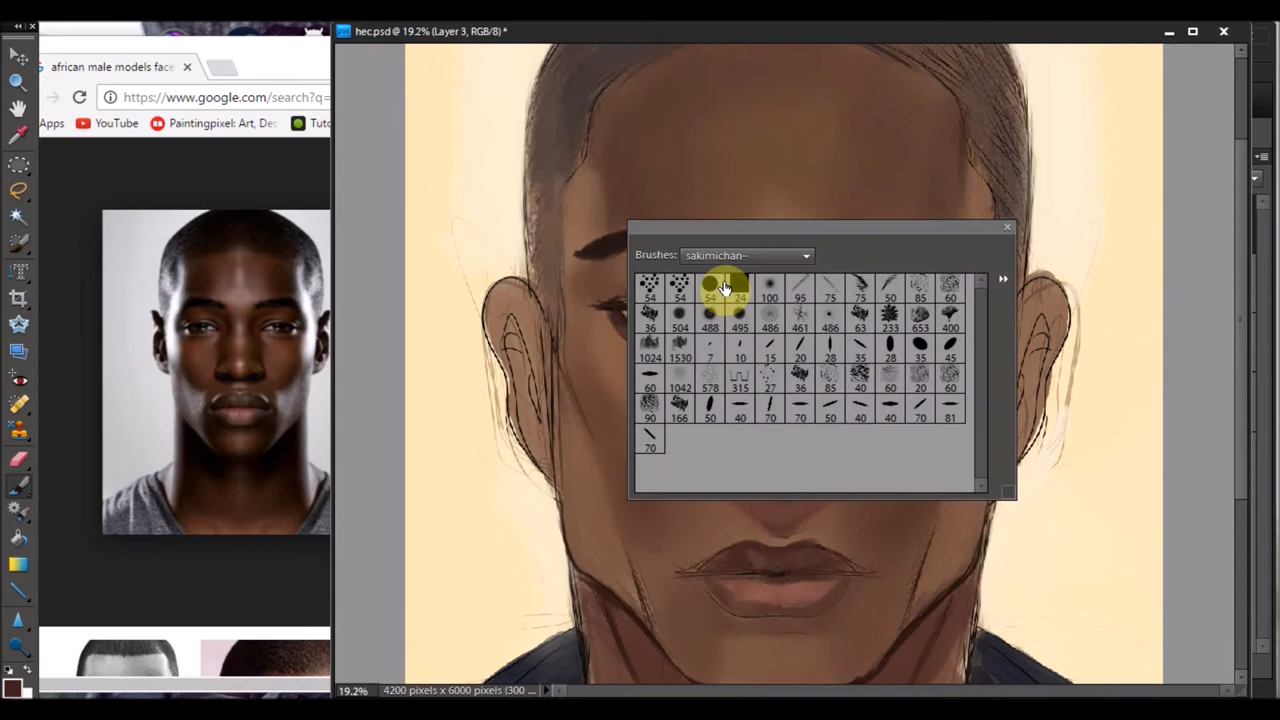 hec.psd @ 19.2% (Layer 3, RGB/8) *
african male models face
https://www.google.com/search?q=
Apps YouTube Paintingpixel: Art, Des Tuto
Brushes: sakimichan-
54 54 54 24 100 95 75 75 50 85 60
36 504 488 495 486 461 486 63 233 653 400
1024 1530 7 10 15 20 28 35 28 35 45
60 1042 578 315 27 36 85 40 60 20 60
90 166 50 40 70 70 50 40 40 70 81
70
19.2% 4200 pixels x 6000 pixels (300 ...